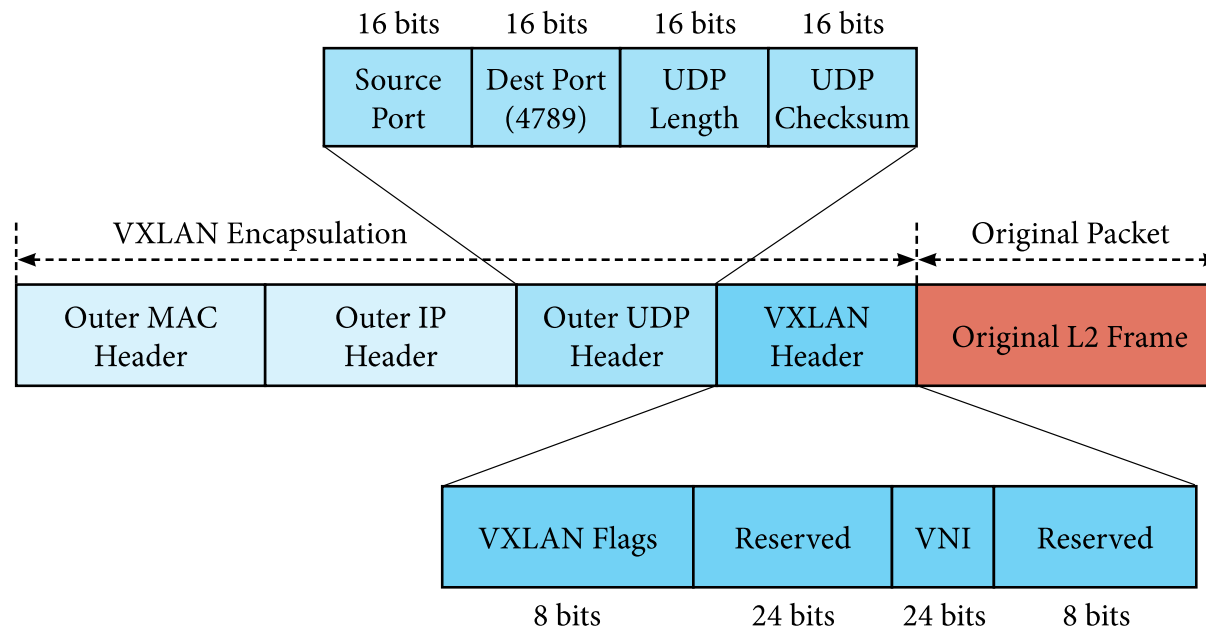 16 bits 16 bits 16 bits 16 bits
Source Port
Dest Port (4789)
UDP Length
UDP Checksum
VXLAN Encapsulation
Original Packet
Outer MAC Header
Outer IP Header
Outer UDP Header
VXLAN Header
Original L2 Frame
VXLAN Flags
Reserved
VNI
Reserved
8 bits 24 bits 24 bits 8 bits